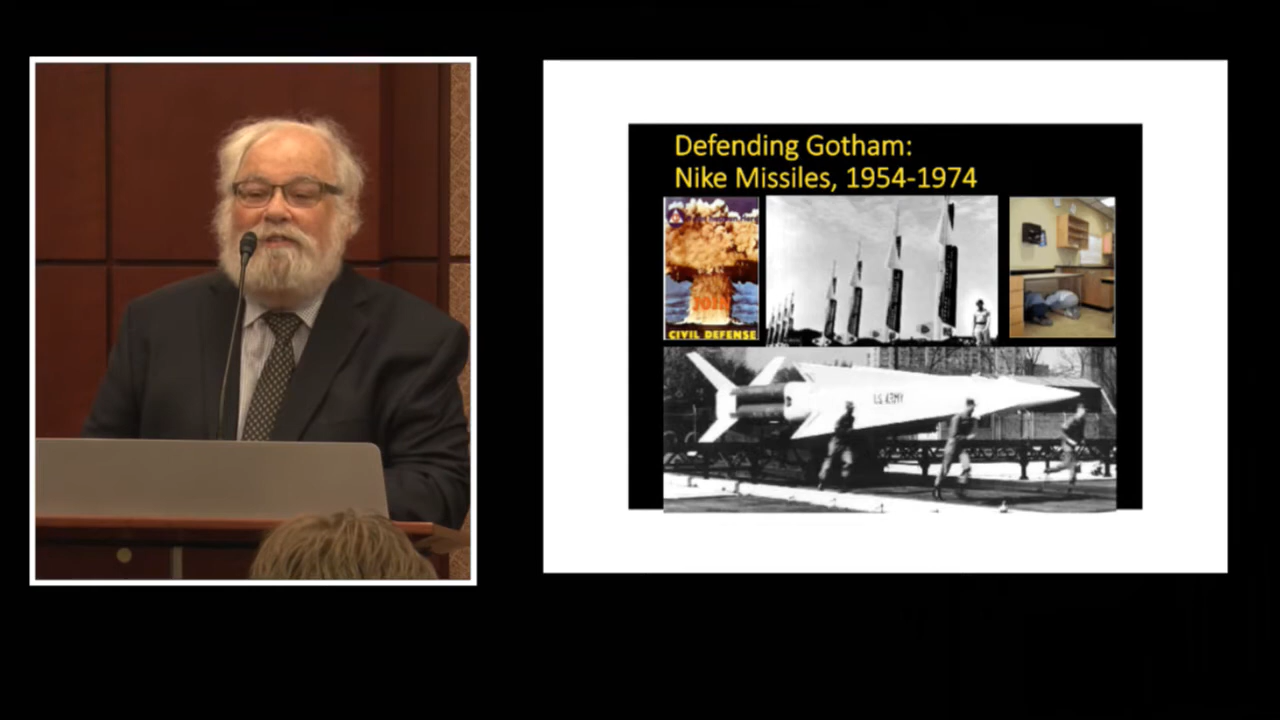 Defending Gotham:
Nike Missiles, 1954-1974
JOIN
CIVIL DEFENSE
U.S. ARMY